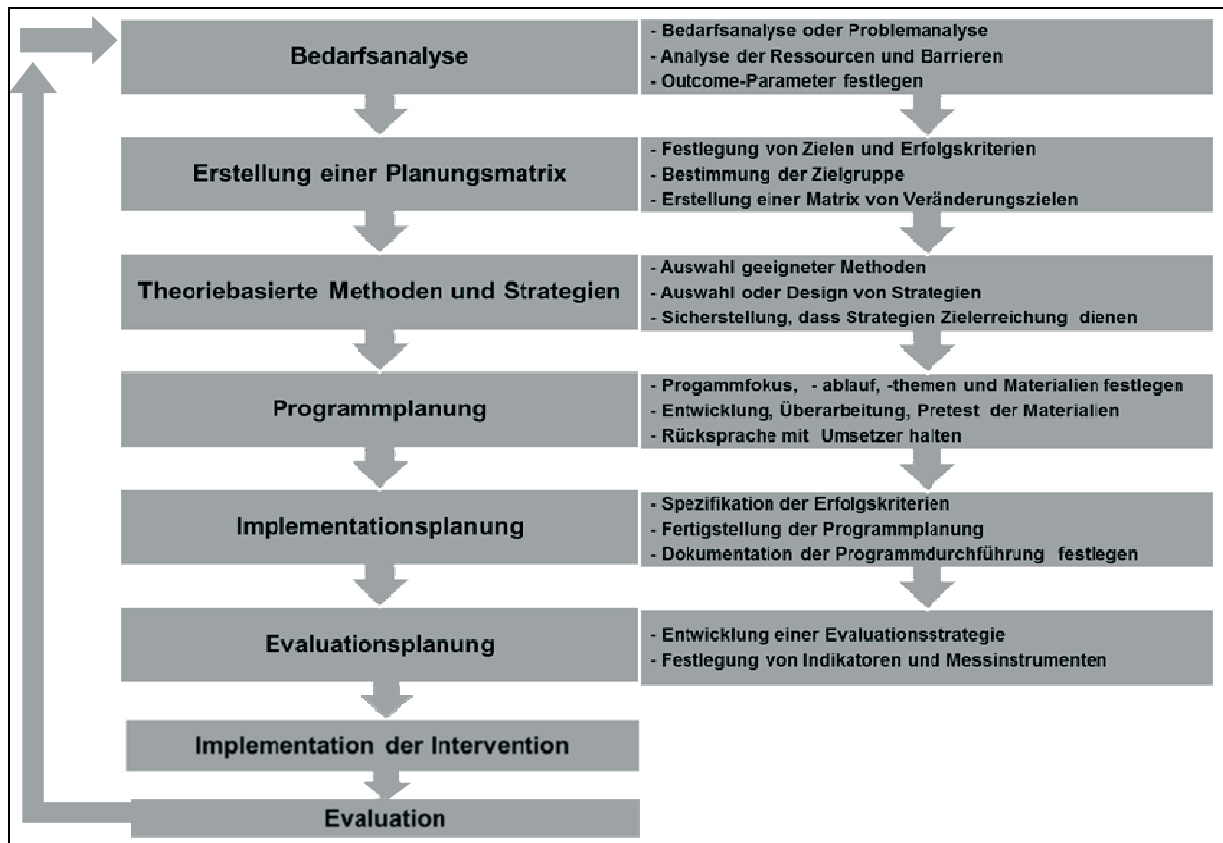 Bedarfsanalyse
- Bedarfsanalyse oder Problemanalyse
- Analyse der Ressourcen und Barrieren
- Outcome-Parameter festlegen
Erstellung einer Planungsmatrix
- Festlegung von Zielen und Erfolgskriterien
- Bestimmung der Zielgruppe
- Erstellung einer Matrix von Veränderungszielen
Theoriebasierte Methoden und Strategien
- Auswahl geeigneter Methoden
- Auswahl oder Design von Strategien
- Sicherstellung, dass Strategien Zielerreichung dienen
Programmplanung
- Progammfokus, - ablauf, -themen und Materialien festlegen
- Entwicklung, Überarbeitung, Pretest der Materialien
- Rücksprache mit Umsetzer halten
Implementationsplanung
- Spezifikation der Erfolgskriterien
- Fertigstellung der Programmplanung
- Dokumentation der Programmdurchführung festlegen
Evaluationsplanung
- Entwicklung einer Evaluationsstrategie
- Festlegung von Indikatoren und Messinstrumenten
Implementation der Intervention
Evaluation